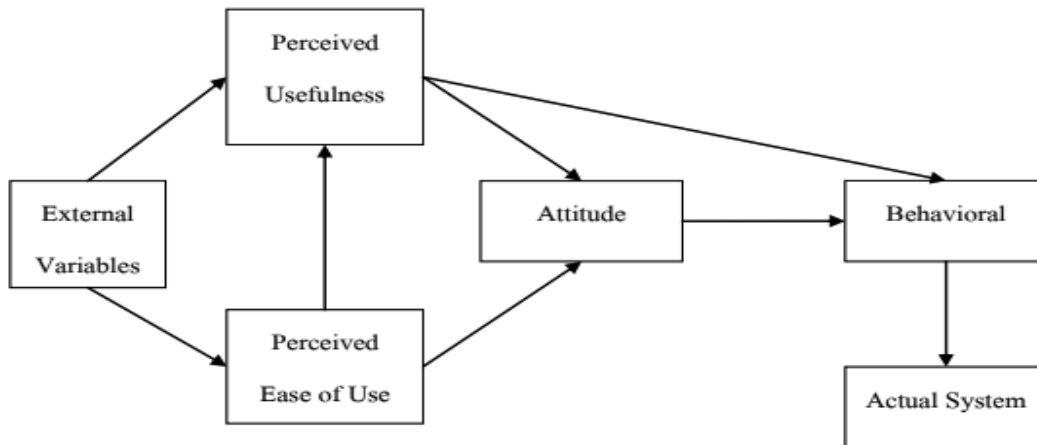 Perceived
Usefulness
External
Variables
Attitude
Behavioral
Perceived
Ease of Use
Actual System